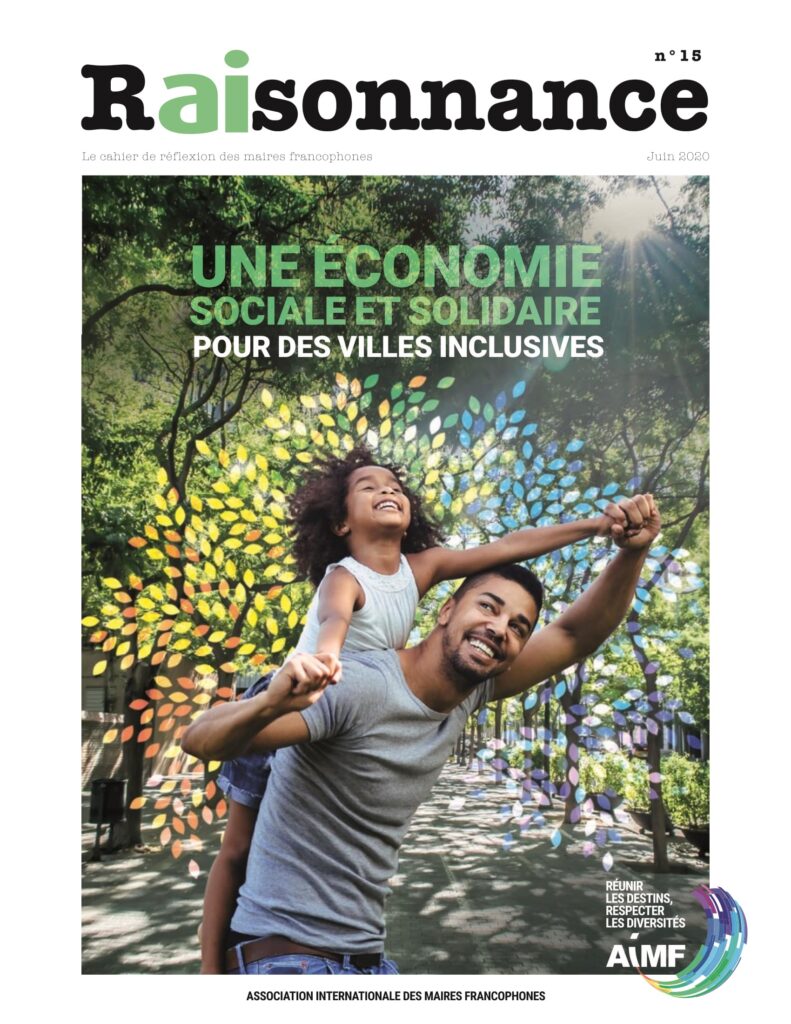 n°15
Raisonnance
Le cahier de réflexion des maires francophones
Juin 2020
UNE ÉCONOMIE
SOCIALE ET SOLIDAIRE
POUR DES VILLES INCLUSIVES
RÉUNIR
LES DESTINS,
RESPECTER
LES DIVERSITÉS
AIMF
ASSOCIATION INTERNATIONALE DES MAIRES FRANCOPHONES